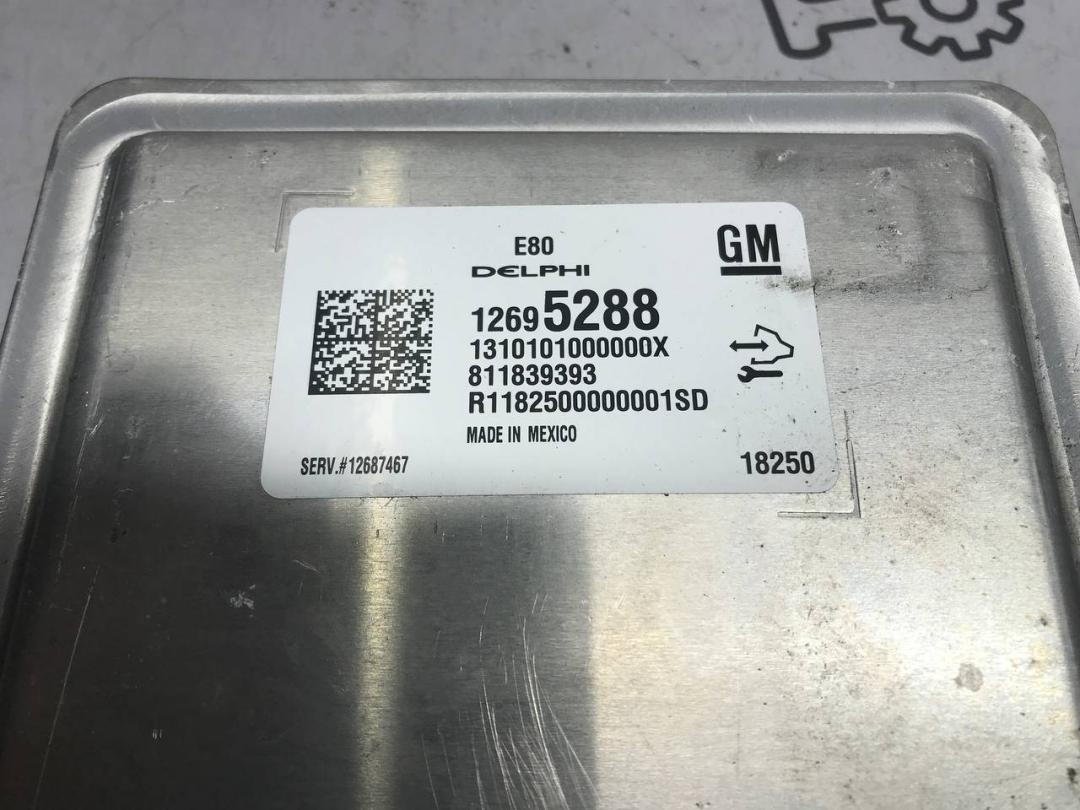 E80
GM
DELPHI
12695288
1310101000000X
811839393
R1182500000001SD
MADE IN MEXICO
SERV.#12687467
18250